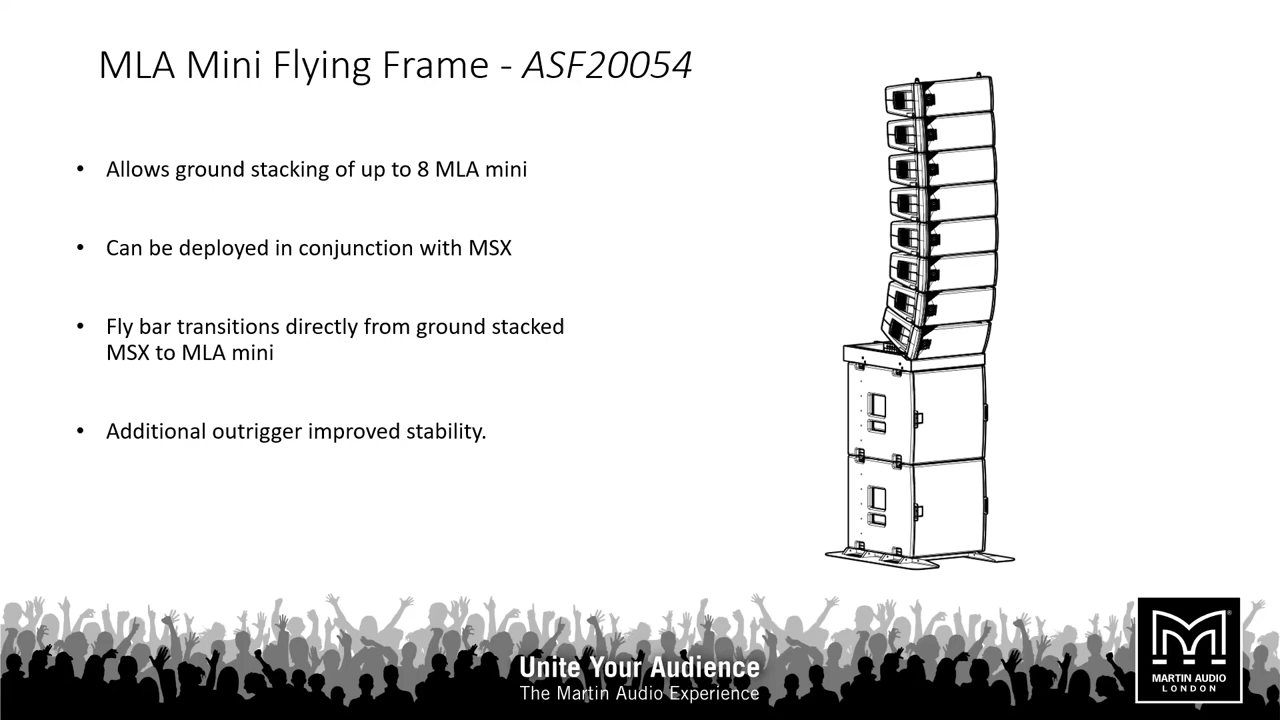 MLA Mini Flying Frame - ASF20054
• Allows ground stacking of up to 8 MLA mini
• Can be deployed in conjunction with MSX
• Fly bar transitions directly from ground stacked
MSX to MLA mini
• Additional outrigger improved stability.
Unite Your Audience
The Martin Audio Experience
®
MARTIN AUDIO
LONDON